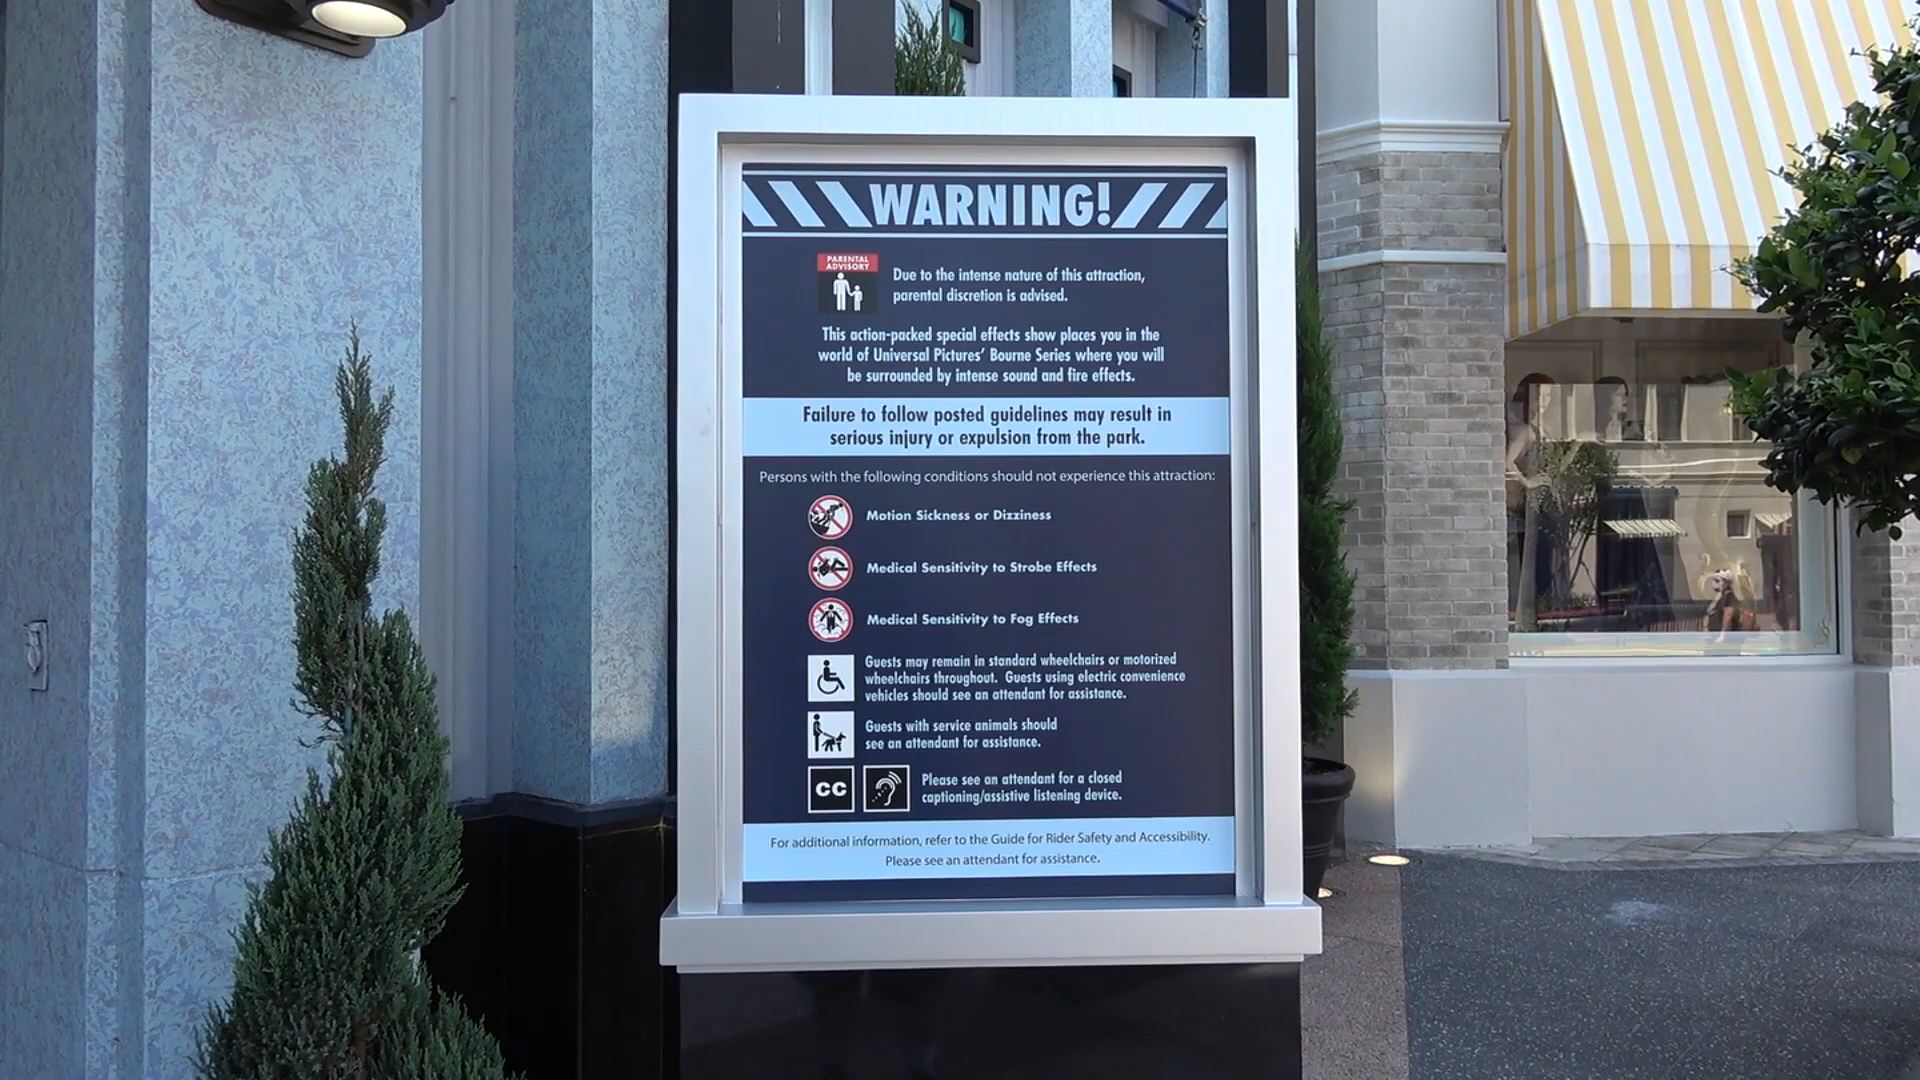 WARNING!
PARENTAL
ADVISORY
Due to the intense nature of this attraction,
parental discretion is advised.
This action-packed special effects show places you in the
world of Universal Pictures' Bourne Series where you will
be surrounded by intense sound and fire effects.
Failure to follow posted guidelines may result in
serious injury or expulsion from the park.
Persons with the following conditions should not experience this attraction:
Motion Sickness or Dizziness
Medical Sensitivity to Strobe Effects
Medical Sensitivity to Fog Effects
Guests may remain in standard wheelchairs or motorized
wheelchairs throughout. Guests using electric convenience
vehicles should see an attendant for assistance.
Guests with service animals should
see an attendant for assistance.
CC
Please see an attendant for a closed
captioning/assistive listening device.
For additional information, refer to the Guide for Rider Safety and Accessibility.
Please see an attendant for assistance.